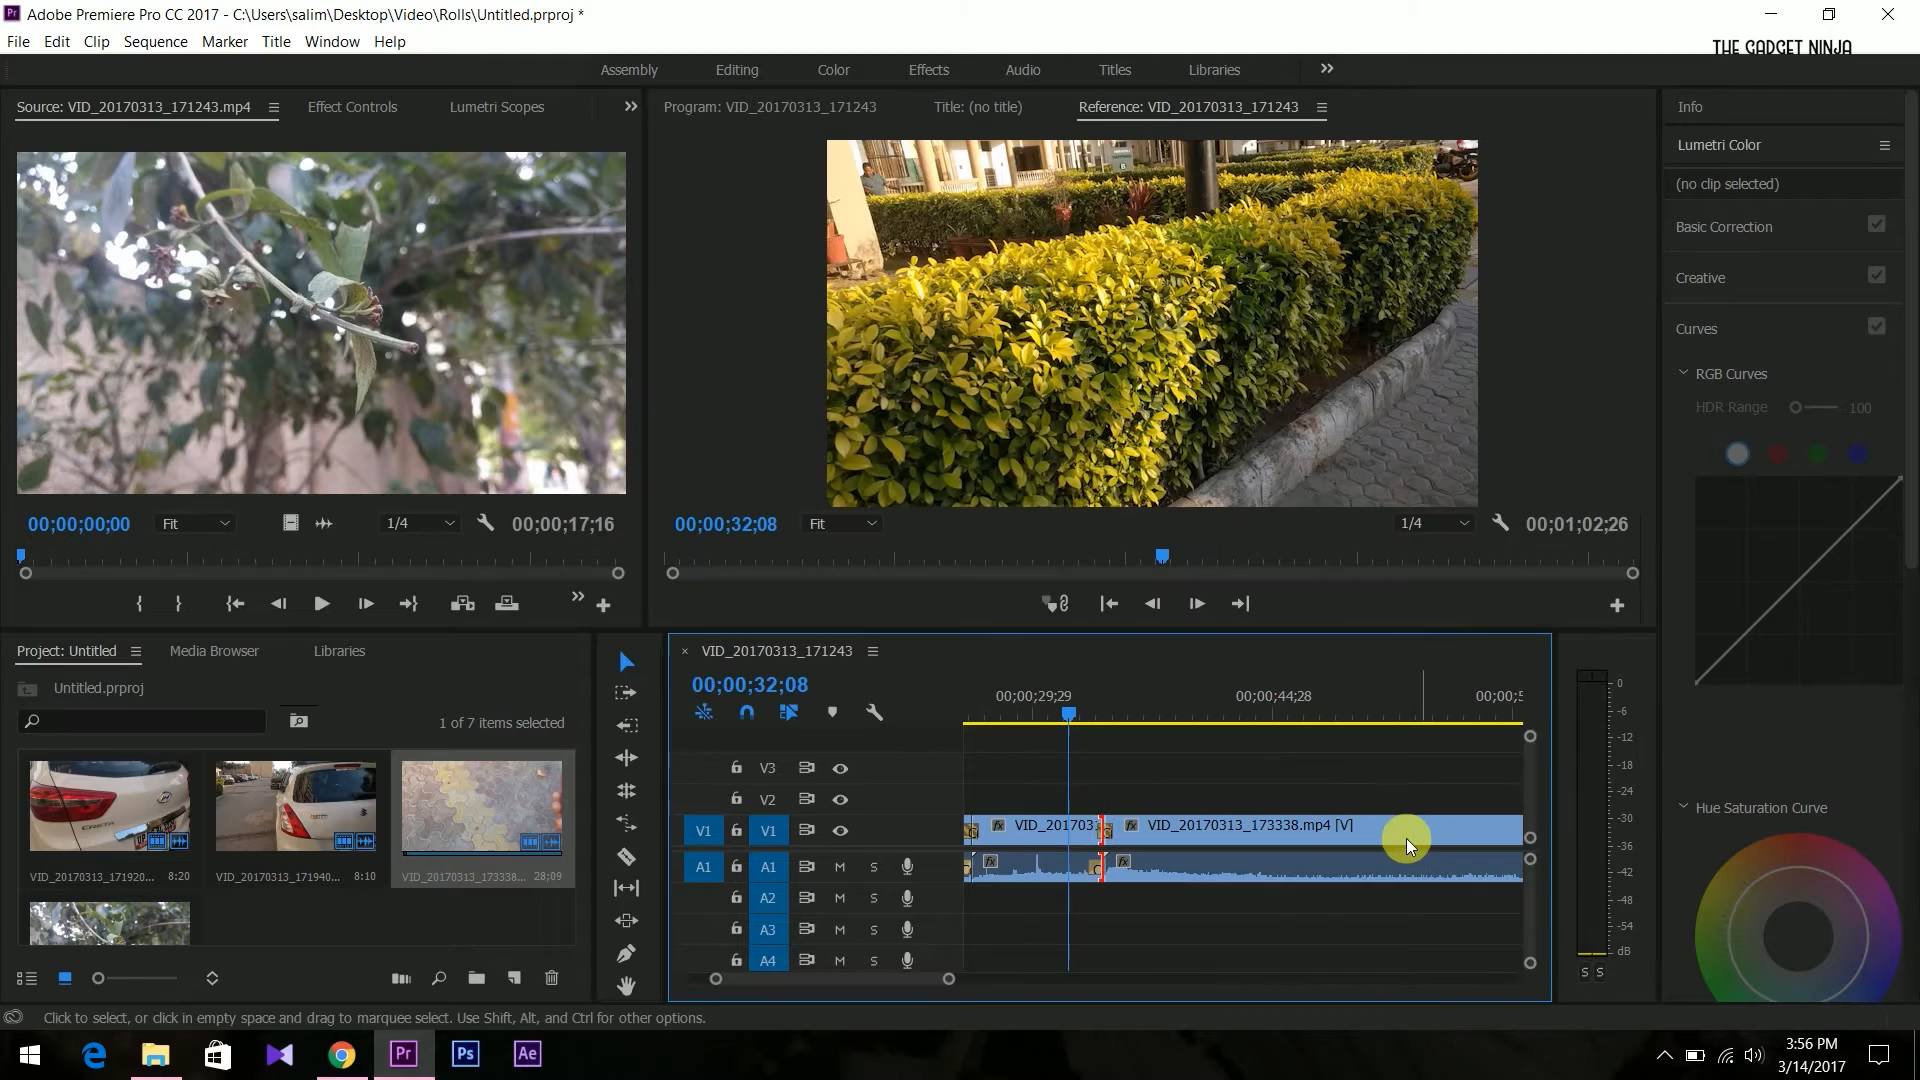 Pr Adobe Premiere Pro CC 2017 - C:\Users\salim\Desktop\Video\Rolls\Untitled.prproj *
File Edit Clip Sequence Marker Title Window Help
THE GADGET NINJA
Assembly Editing Color Effects Audio Titles Libraries
Source: VID_20170313_171243.mp4 Effect Controls Lumetri Scopes
Program: VID_20170313_171243 Title: (no title) Reference: VID_20170313_171243
Info
Lumetri Color
(no clip selected)
Basic Correction
Creative
Curves
RGB Curves
HDR Range 100
00;00;00;00 Fit 1/4 00;00;17;16
00;00;32;08 Fit 1/4 00;01;02;26
Project: Untitled Media Browser Libraries
Untitled.prproj
1 of 7 items selected
VID_20170313_171920... 8:20
VID_20170313_171940... 8:10
VID_20170313_173338... 28;09
VID_20170313_171243
00;00;32;08
00;00;29;29 00;00;44;28 00;00;5
V3
V2
V1 V1 fx VID_201703 fx VID_20170313_173338.mp4 [V]
A1 A1 M S fx fx
A2 M S
A3 M S
A4 M S
0
-6
-12
-18
-24
-30
-36
-42
-48
-54
dB
S S
Hue Saturation Curve
Click to select, or click in empty space and drag to marquee select. Use Shift, Alt, and Ctrl for other options.
Pr Ps Ae
3:56 PM
3/14/2017